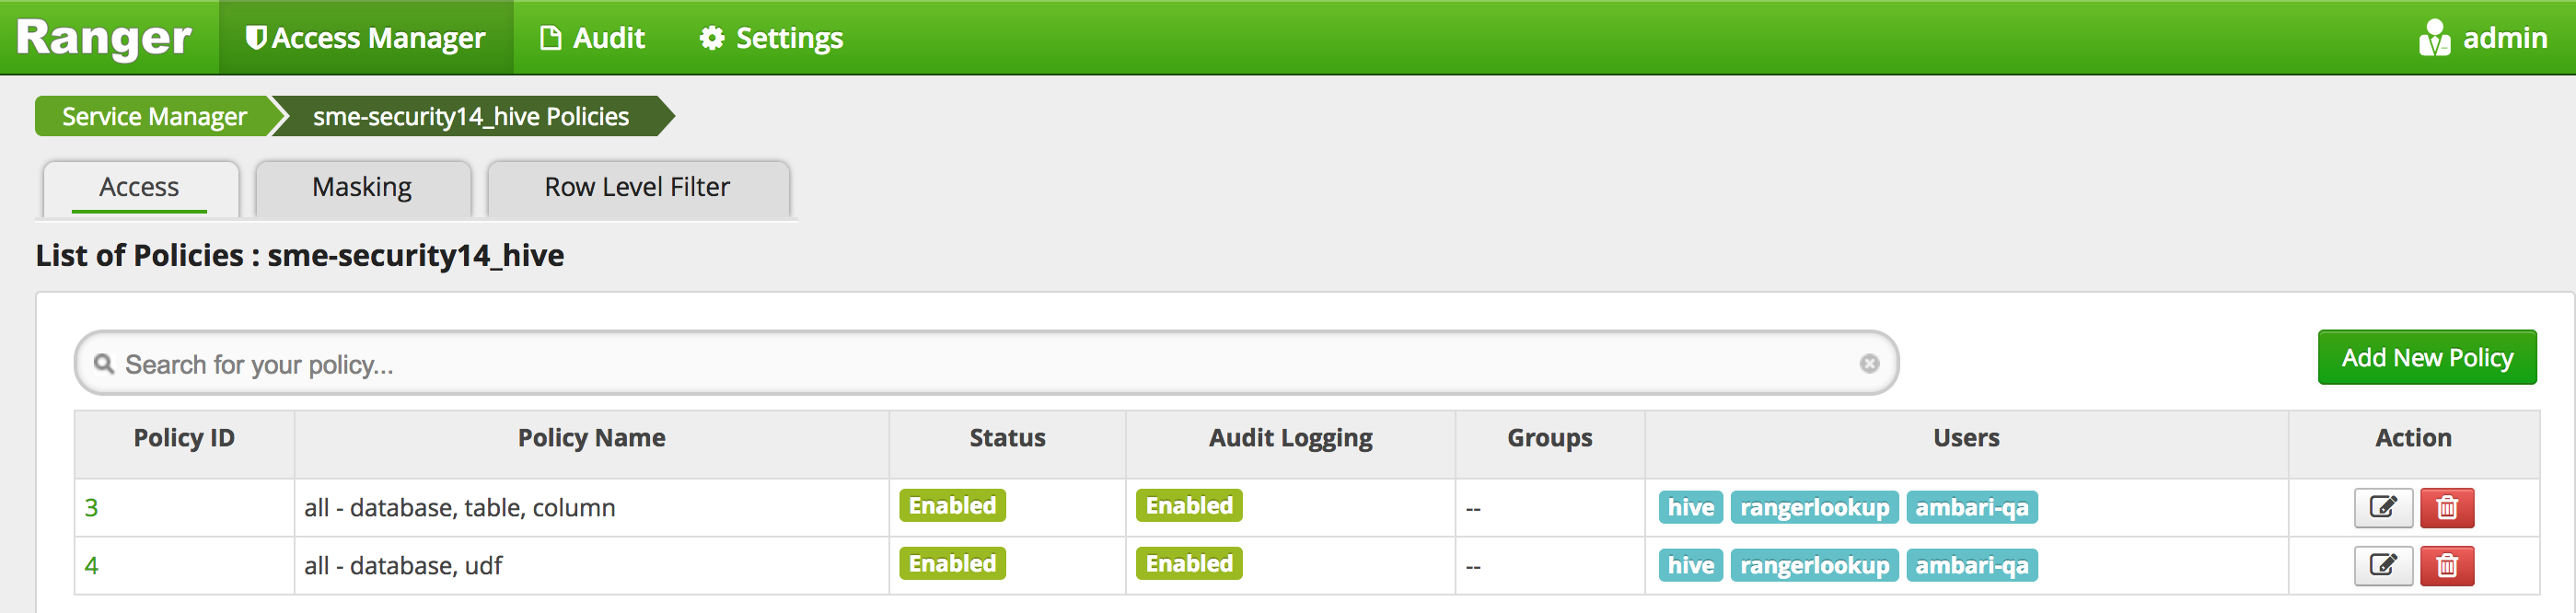 Ranger Access Manager Audit Settings admin
Service Manager sme-security14_hive Policies
Access Masking Row Level Filter
List of Policies : sme-security14_hive
Search for your policy... Add New Policy
Policy ID Policy Name Status Audit Logging Groups Users Action
3 all - database, table, column Enabled Enabled -- hive rangerlookup ambari-qa
4 all - database, udf Enabled Enabled -- hive rangerlookup ambari-qa